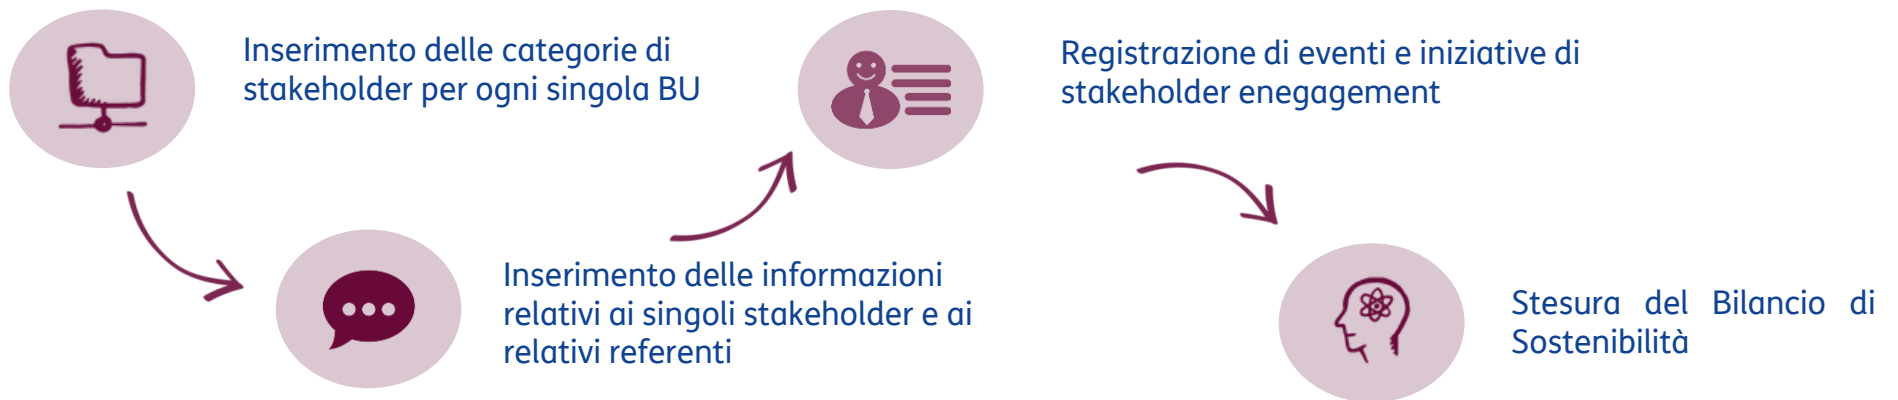 Inserimento delle categorie di
stakeholder per ogni singola BU
Inserimento delle informazioni
relativi ai singoli stakeholder e ai
relativi referenti
Registrazione di eventi e iniziative di
stakeholder enegagement
Stesura del Bilancio di
Sostenibilità